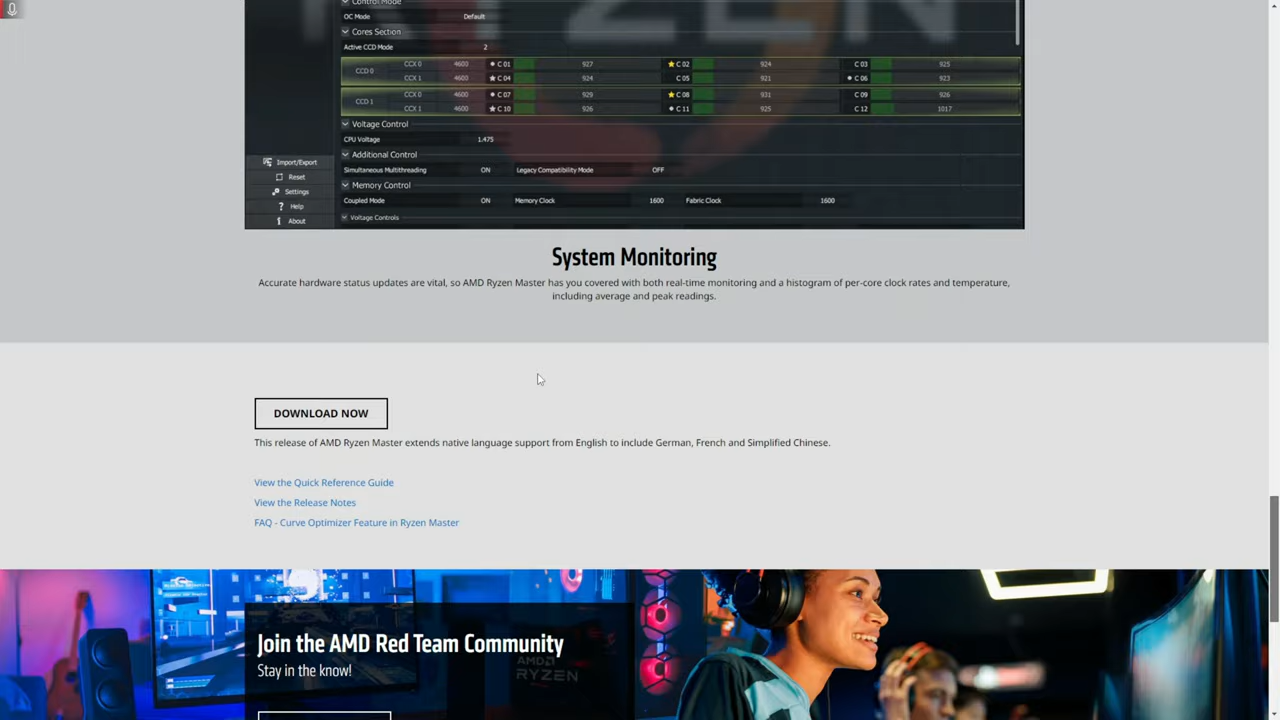 RYZEN
Control Mode
OC Mode Default
Cores Section
Active CCD Mode 2
CCD 0 CCX 0 4600 C 01 927 C 02 924 C 03 925
CCX 1 4600 C 04 924 C 05 921 C 06 923
CCD 1 CCX 0 4600 C 07 929 C 08 931 C 09 926
CCX 1 4600 C 10 926 C 11 925 C 12 1017
Voltage Control
CPU Voltage 1.475
Additional Control
Simultaneous Multithreading ON Legacy Compatibility Mode OFF
Memory Control
Coupled Mode ON Memory Clock 1600 Fabric Clock 1600
Voltage Controls
Import/Export
Reset
Settings
Help
About
System Monitoring
Accurate hardware status updates are vital, so AMD Ryzen Master has you covered with both real-time monitoring and a histogram of per-core clock rates and temperature,
including average and peak readings.
DOWNLOAD NOW
This release of AMD Ryzen Master extends native language support from English to include German, French and Simplified Chinese.
View the Quick Reference Guide
View the Release Notes
FAQ - Curve Optimizer Feature in Ryzen Master
Join the AMD Red Team Community
Stay in the know!
AMD
RYZEN